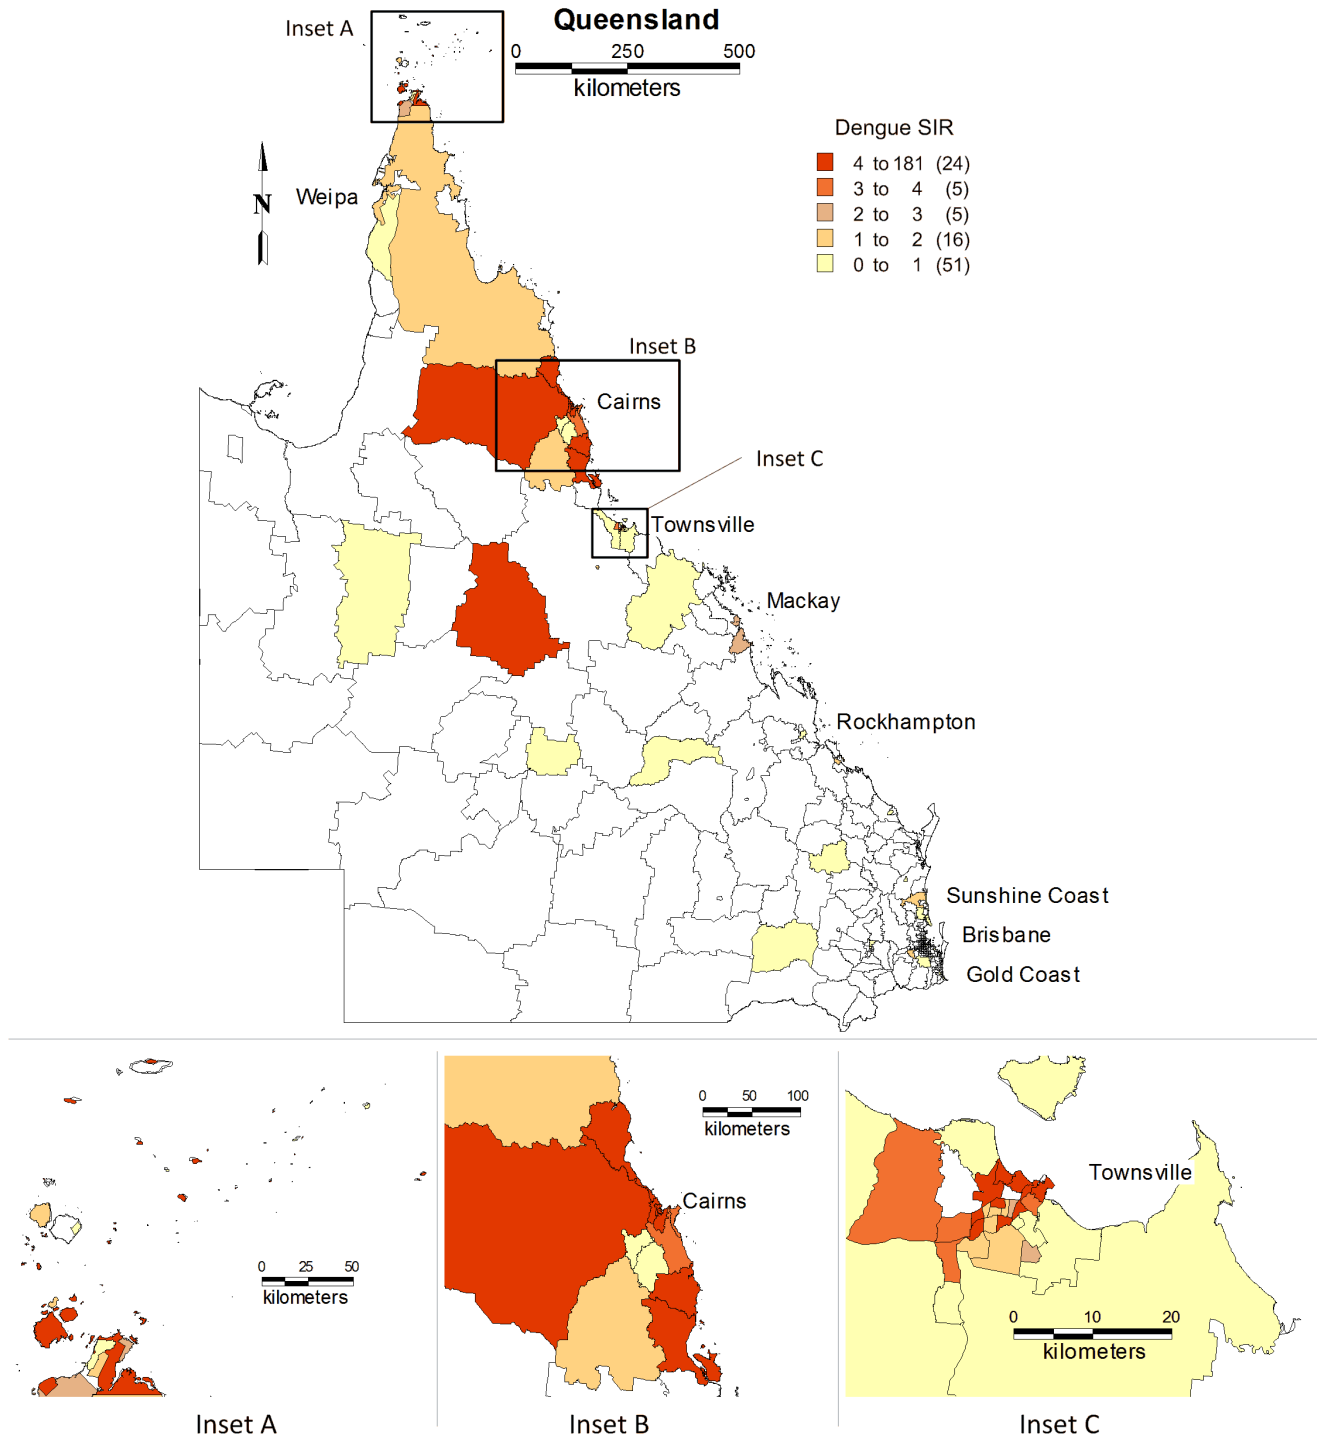 Queensland
Inset A
0 250 500
kilometers
Dengue SIR
4 to 181 (24)
3 to 4 (5)
2 to 3 (5)
1 to 2 (16)
0 to 1 (51)
N
Weipa
Inset B
Cairns
Inset C
Townsville
Mackay
Rockhampton
Sunshine Coast
Brisbane
Gold Coast
0 25 50
kilometers
Inset A
0 50 100
kilometers
Cairns
Inset B
Townsville
0 10 20
kilometers
Inset C